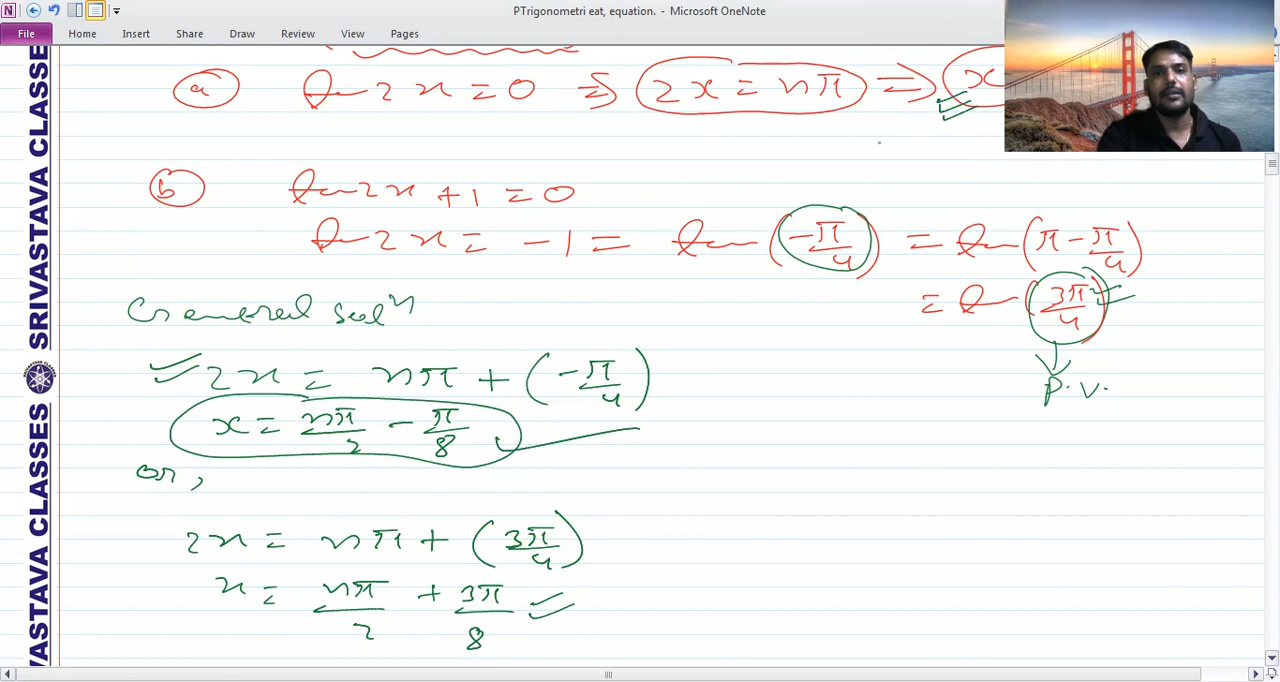 PTrigonometri eat, equation. - Microsoft OneNote
File Home Insert Share Draw Review View Pages
SRIVASTAVA CLASSES
SRIVASTAVA CLASSES
(a) tan 2x = 0 ⇒ 2x = nπ ⇒ x
(b) tan 2x + 1 = 0
tan 2x = -1 = tan (-π/4) = tan (π - π/4)
= tan (3π/4)
P.V.
General solⁿ
2x = nπ + (-π/4)
x = nπ/2 - π/8
or,
2x = nπ + (3π/4)
x = nπ/2 + 3π/8